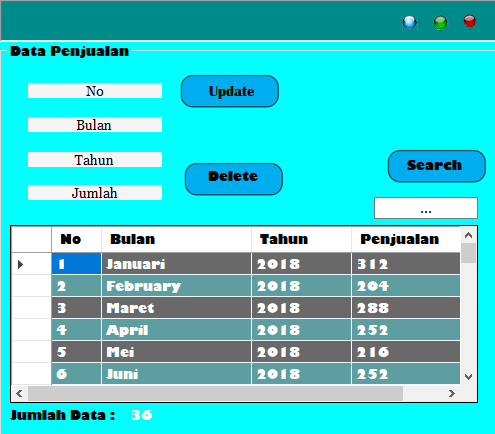 Data Penjualan
No
Update
Bulan
Tahun
Search
Delete
Jumlah
...
No Bulan Tahun Penjualan
1 Januari 2018 312
2 February 2018 204
3 Maret 2018 288
4 April 2018 252
5 Mei 2018 216
6 Juni 2018 252
Jumlah Data : 36